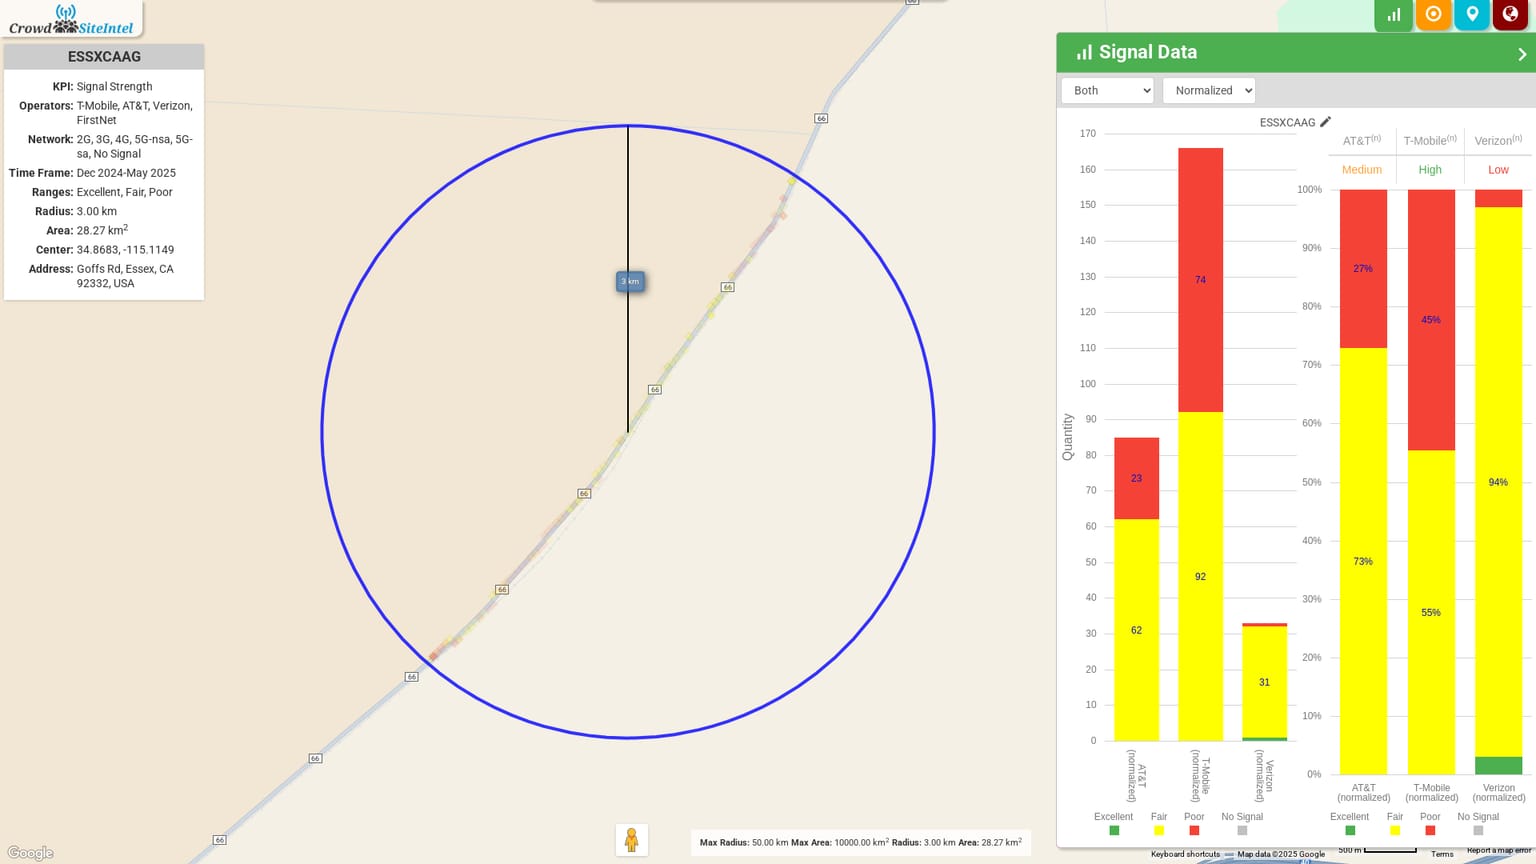 Crowd SiteIntel
ESSXCAAG
KPI: Signal Strength
Operators: T-Mobile, AT&T, Verizon,
FirstNet
Network: 2G, 3G, 4G, 5G-nsa, 5G-
sa, No Signal
Time Frame: Dec 2024-May 2025
Ranges: Excellent, Fair, Poor
Radius: 3.00 km
Area: 28.27 km2
Center: 34.8683, -115.1149
Address: Goffs Rd, Essex, CA
92332, USA
66
66
66
3 km
66
66
66
66
66
66
Google
Max Radius: 50.00 km Max Area: 10000.00 km2 Radius: 3.00 km Area: 28.27 km2
Signal Data
Both
Normalized
ESSXCAAG
170
160
150
140
130
120
110
100
90
80
70
60
50
40
30
20
10
0
Quantity
23
62
74
92
31
AT&T
(normalized)
T-Mobile
(normalized)
Verizon
(normalized)
Excellent Fair Poor No Signal
AT&T(n) T-Mobile(n) Verizon(n)
Medium High Low
100%
90%
80%
70%
60%
50%
40%
30%
20%
10%
0%
27%
73%
45%
55%
94%
AT&T
(normalized)
T-Mobile
(normalized)
Verizon
(normalized)
Excellent Fair Poor No Signal
Keyboard shortcuts Map data ©2025 Google 500 m Terms Report a map error